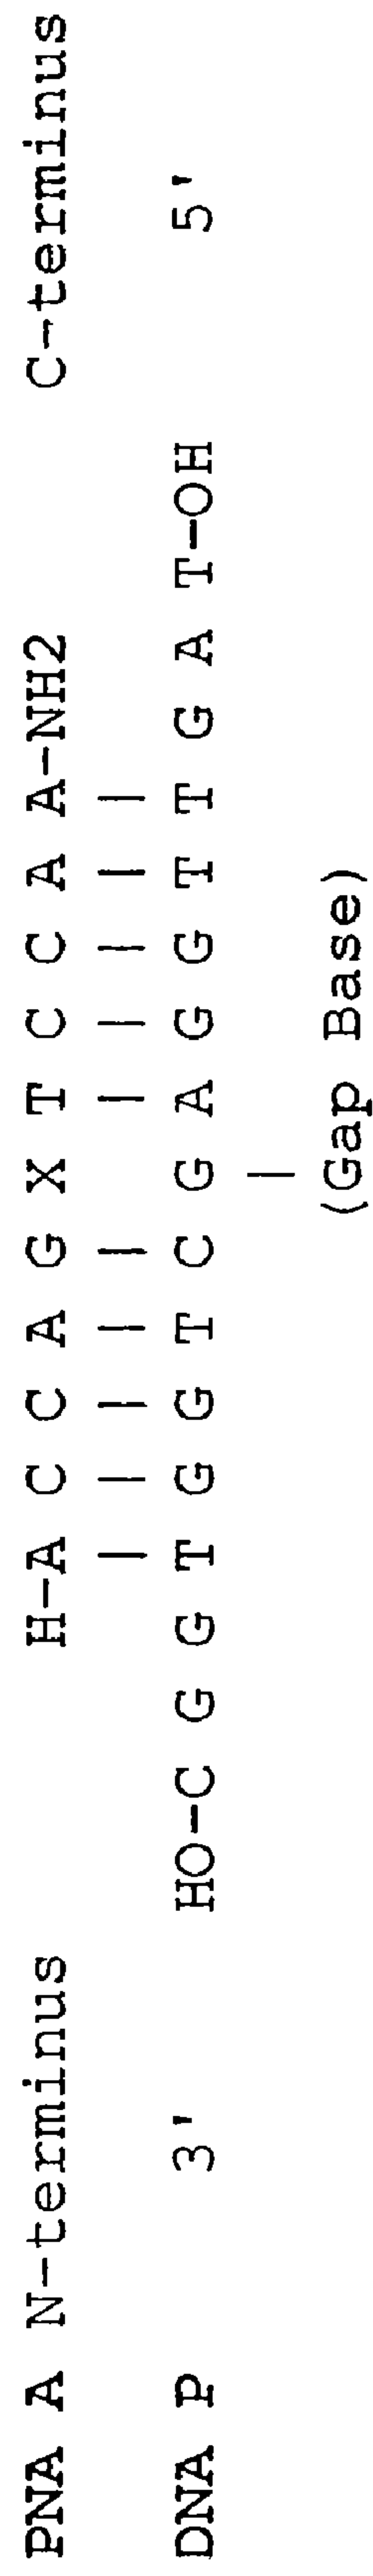 PNA A N-terminus H-A C C A G X T C C A A-NH2 C-terminus
| | | | | | | | | |
DNA P 3' HO-C G G T G G T C G A G G T T G A T-OH 5'
|
(Gap Base)